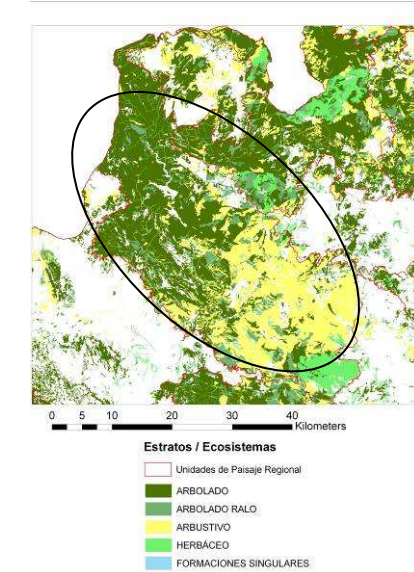 0 5 10 20 30 40
Kilometers
Estratos / Ecosistemas
Unidades de Paisaje Regional
ARBOLADO
ARBOLADO RALO
ARBUSTIVO
HERBÁCEO
FORMACIONES SINGULARES